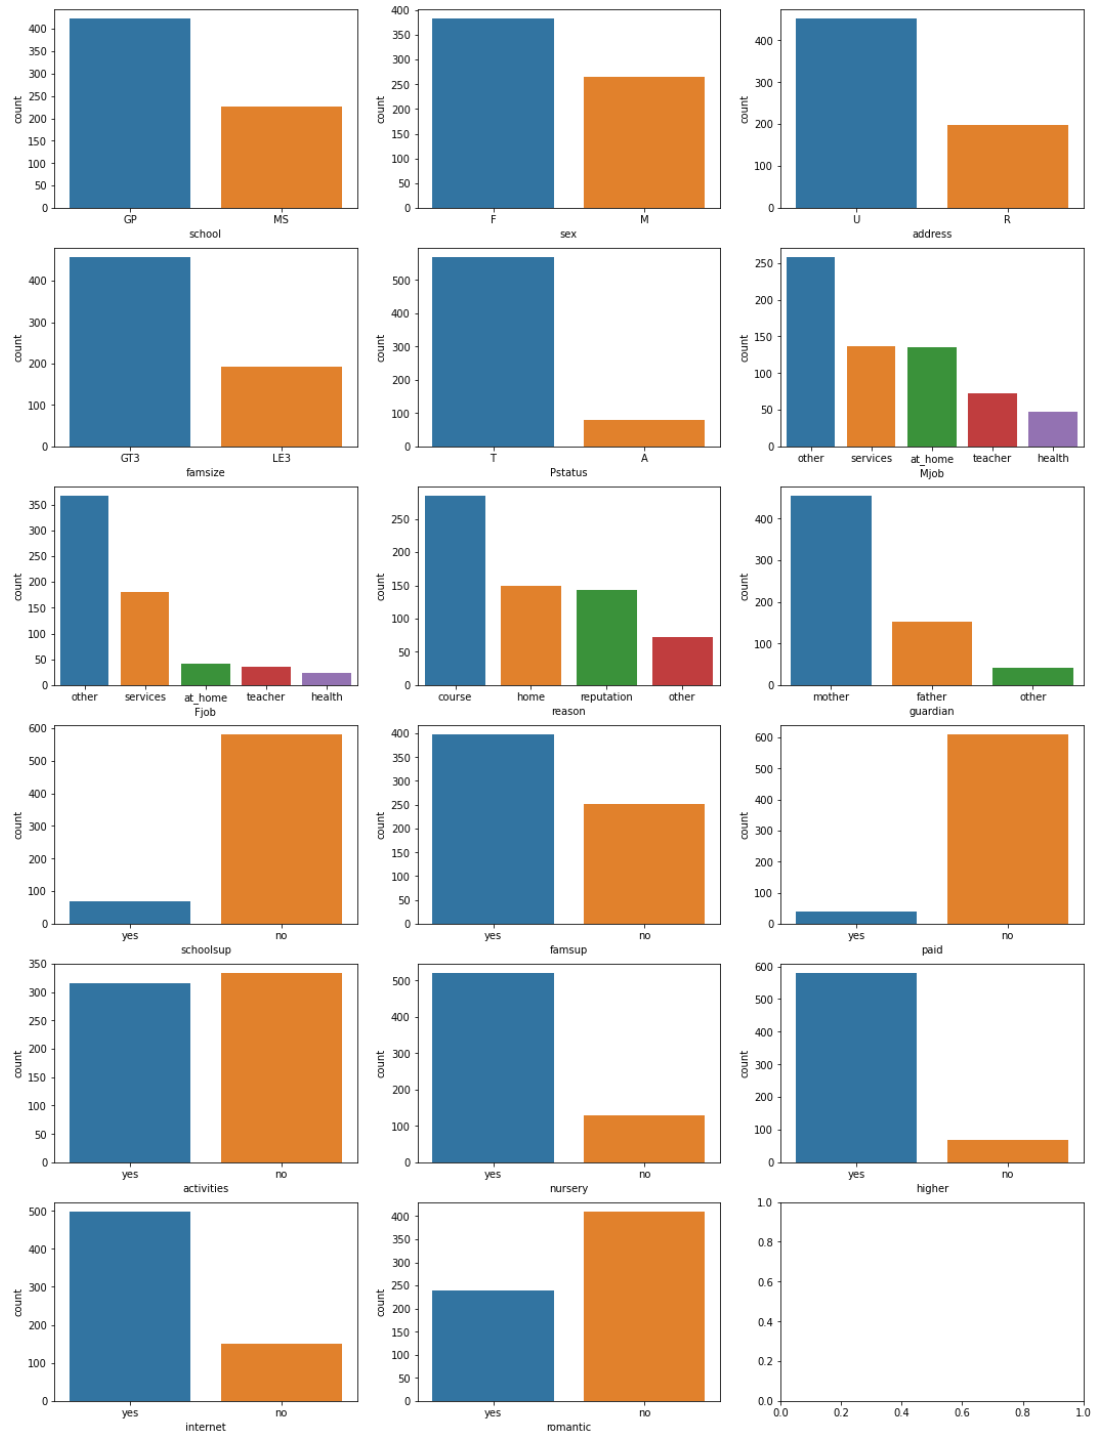 400
350
300
250
200
150
100
50
0
count
GP MS
school
400
350
300
250
200
150
100
50
0
count
F M
sex
400
300
200
100
0
count
U R
address
400
300
200
100
0
count
GT3 LE3
famsize
500
400
300
200
100
0
count
T A
Pstatus
250
200
150
100
50
0
count
other services at_home teacher health
Mjob
350
300
250
200
150
100
50
0
count
other services at_home teacher health
Fjob
250
200
150
100
50
0
count
course home reputation other
reason
400
300
200
100
0
count
mother father other
guardian
600
500
400
300
200
100
0
count
yes no
schoolsup
400
350
300
250
200
150
100
50
0
count
yes no
famsup
600
500
400
300
200
100
0
count
yes no
paid
350
300
250
200
150
100
50
0
count
yes no
activities
500
400
300
200
100
0
count
yes no
nursery
600
500
400
300
200
100
0
count
yes no
higher
500
400
300
200
100
0
count
yes no
internet
400
350
300
250
200
150
100
50
0
count
yes no
romantic
1.0
0.8
0.6
0.4
0.2
0.0
0.0 0.2 0.4 0.6 0.8 1.0